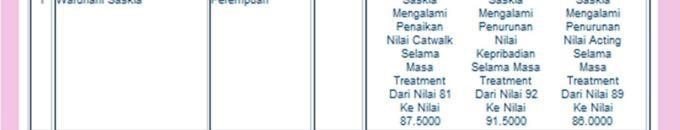 1 Wardhani Saskia Perempuan Saskia Saskia Saskia
Mengalami Mengalami Mengalami
Penaikan Penurunan Penurunan
Nilai Catwalk Nilai Nilai Acting
Selama Kepribadian Selama
Masa Selama Masa Masa
Treatment Treatment Treatment
Dari Nilai 81 Dari Nilai 92 Dari Nilai 89
Ke Nilai Ke Nilai Ke Nilai
87.5000 91.5000 86.0000